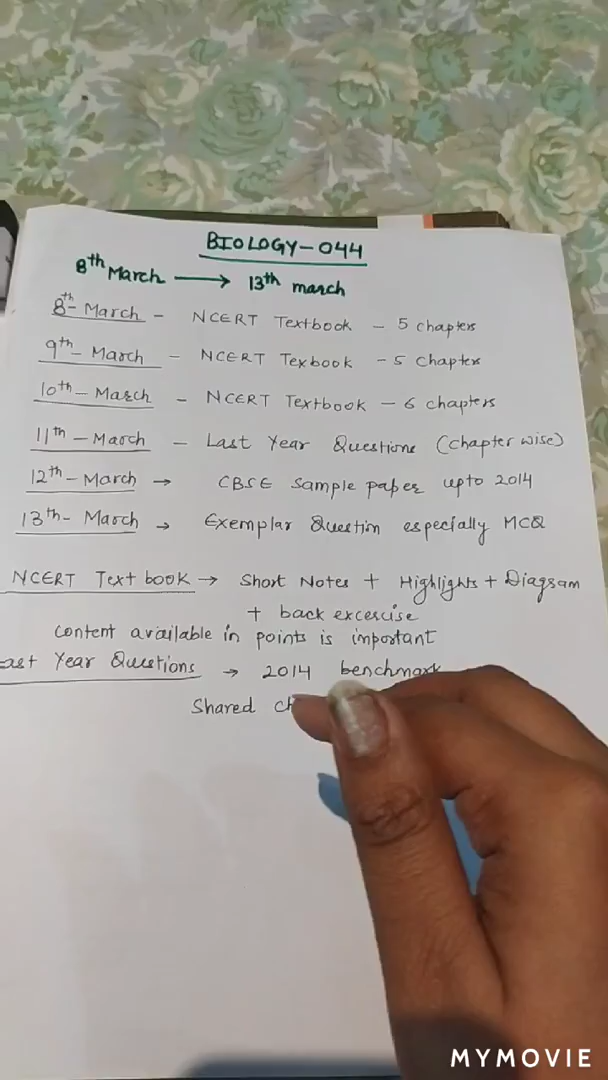 BIOLOGY-044
8th March → 13th march
8th- March - NCERT Textbook - 5 chapters
9th - March - NCERT Texbook - 5 Chapters
10th - March - NCERT Textbook - 6 chapters
11th - March - Last Year Questions (chapter wise)
12th - March → CBSE Sample paper upto 2014
13th- March → Exemplar Question especially MCQ
NCERT Text book → Short Notes + Highlights + Diagram
+ back excercise
Content available in points is important
Last Year Questions → 2014 benchmark
Shared
MYMOVIE